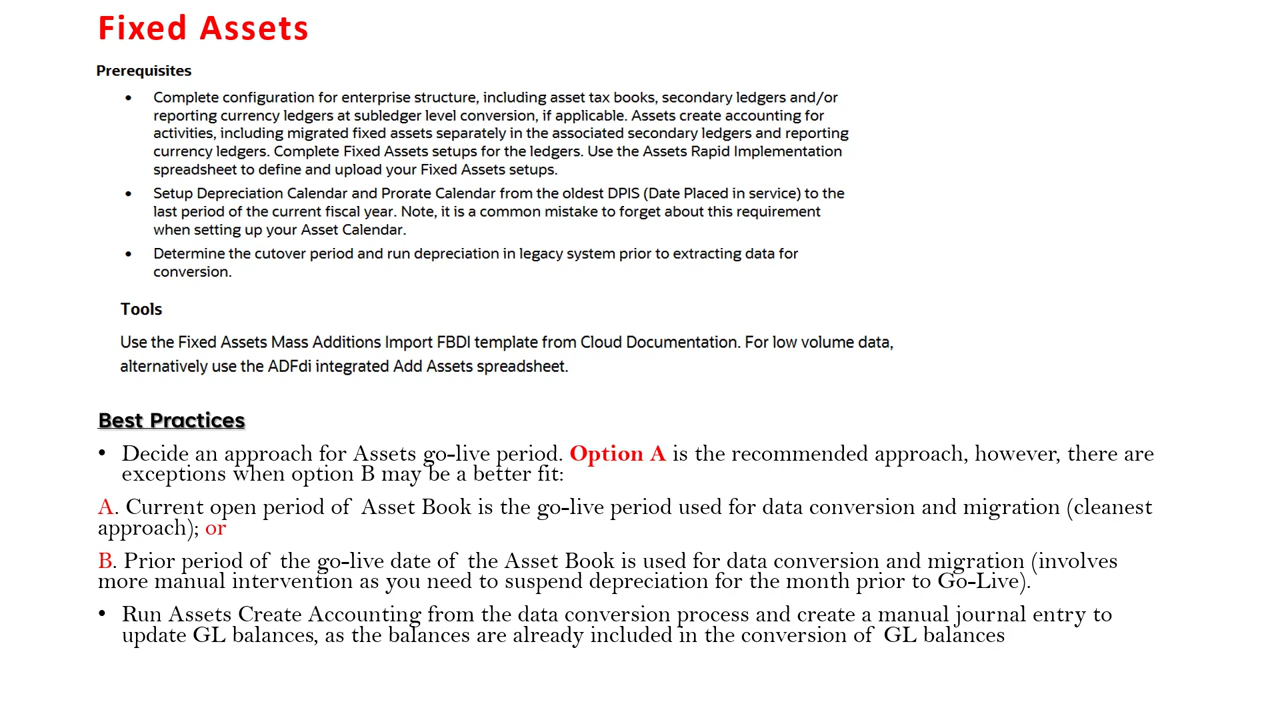 Fixed Assets
Prerequisites
• Complete configuration for enterprise structure, including asset tax books, secondary ledgers and/or
reporting currency ledgers at subledger level conversion, if applicable. Assets create accounting for
activities, including migrated fixed assets separately in the associated secondary ledgers and reporting
currency ledgers. Complete Fixed Assets setups for the ledgers. Use the Assets Rapid Implementation
spreadsheet to define and upload your Fixed Assets setups.
• Setup Depreciation Calendar and Prorate Calendar from the oldest DPIS (Date Placed in service) to the
last period of the current fiscal year. Note, it is a common mistake to forget about this requirement
when setting up your Asset Calendar.
• Determine the cutover period and run depreciation in legacy system prior to extracting data for
conversion.
Tools
Use the Fixed Assets Mass Additions Import FBDI template from Cloud Documentation. For low volume data,
alternatively use the ADFdi integrated Add Assets spreadsheet.
Best Practices
• Decide an approach for Assets go-live period. Option A is the recommended approach, however, there are
exceptions when option B may be a better fit:
A. Current open period of Asset Book is the go-live period used for data conversion and migration (cleanest
approach); or
B. Prior period of the go-live date of the Asset Book is used for data conversion and migration (involves
more manual intervention as you need to suspend depreciation for the month prior to Go-Live).
• Run Assets Create Accounting from the data conversion process and create a manual journal entry to
update GL balances, as the balances are already included in the conversion of GL balances